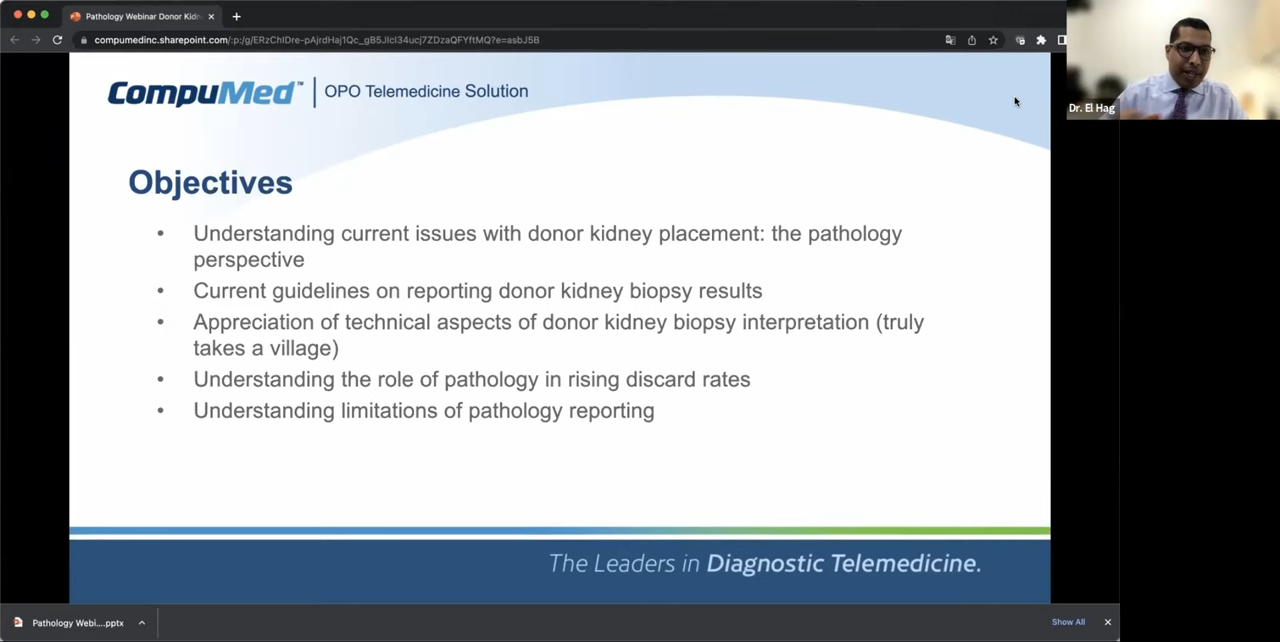 Pathology Webinar Donor Kidn
compumedinc.sharepoint.com/:p:/g/ERzChIDre-pAjrdHaj1Qc_gB5JIcl34ucj7ZDzaQFYftMQ?e=asbJ5B
CompuMed™ | OPO Telemedicine Solution
Dr. El Hag
Objectives
• Understanding current issues with donor kidney placement: the pathology
perspective
• Current guidelines on reporting donor kidney biopsy results
• Appreciation of technical aspects of donor kidney biopsy interpretation (truly
takes a village)
• Understanding the role of pathology in rising discard rates
• Understanding limitations of pathology reporting
The Leaders in Diagnostic Telemedicine.
Pathology Webi....pptx
Show All